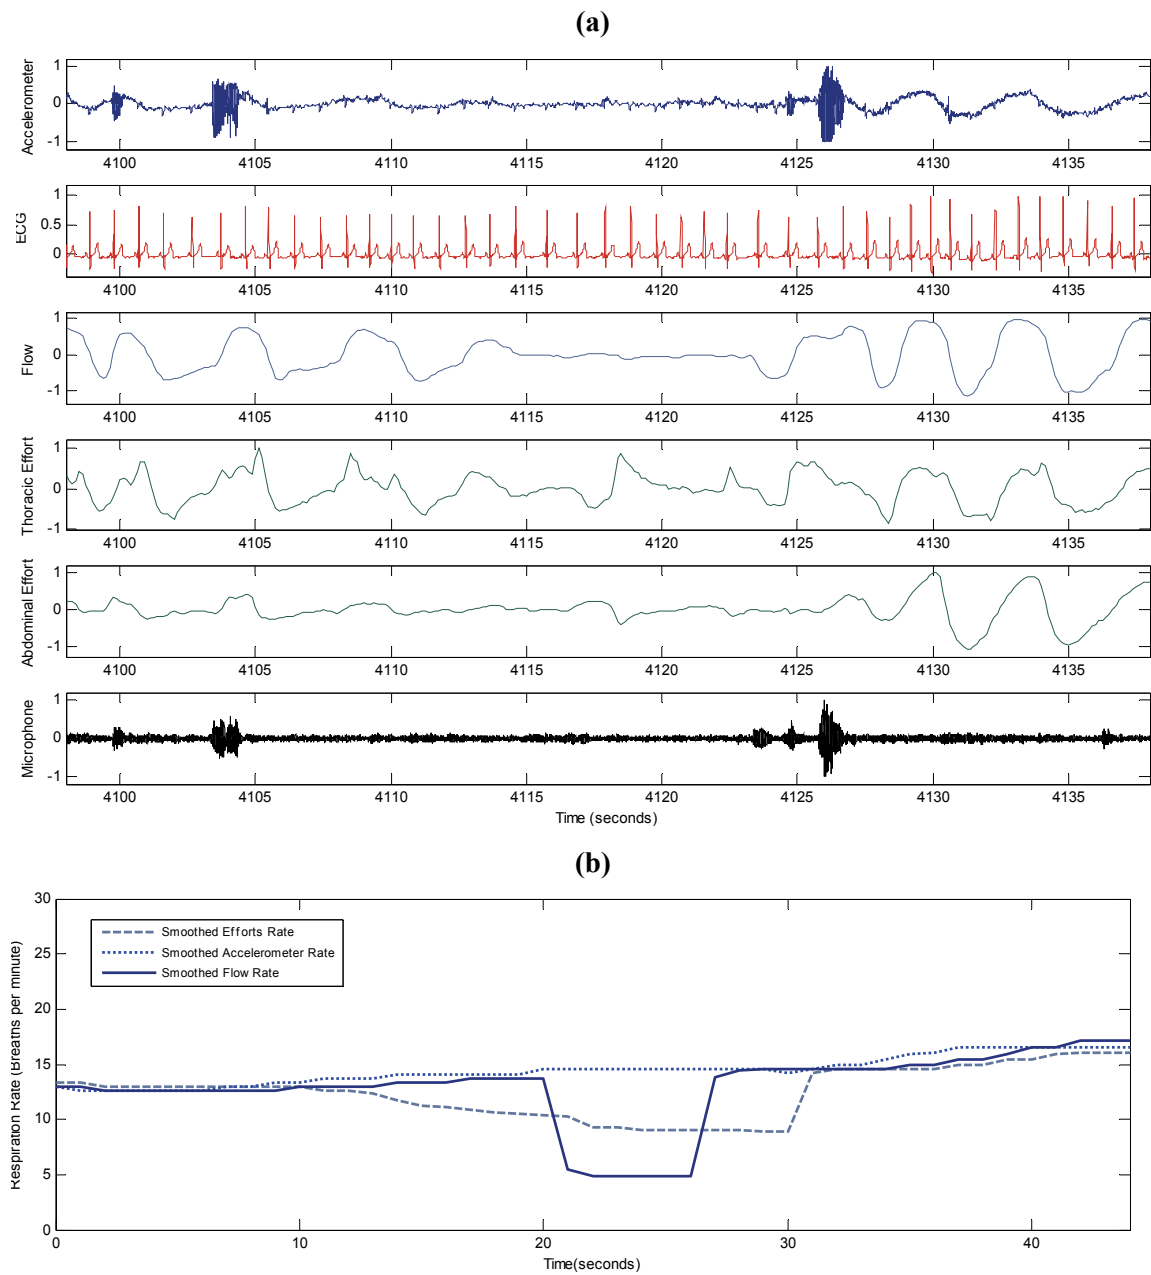 (a)
Accelerometer
1
0
-1
4100 4105 4110 4115 4120 4125 4130 4135
ECG
1
0.5
0
4100 4105 4110 4115 4120 4125 4130 4135
Flow
1
0
-1
4100 4105 4110 4115 4120 4125 4130 4135
Thoracic Effort
1
0
-1
4100 4105 4110 4115 4120 4125 4130 4135
Abdominal Effort
1
0
-1
4100 4105 4110 4115 4120 4125 4130 4135
Microphone
1
0
-1
4100 4105 4110 4115 4120 4125 4130 4135
Time (seconds)
(b)
Respiration Rate (Breaths per minute)
30
25
20
15
10
5
0
Smoothed Efforts Rate
Smoothed Accelerometer Rate
Smoothed Flow Rate
0 10 20 30 40
Time(seconds)